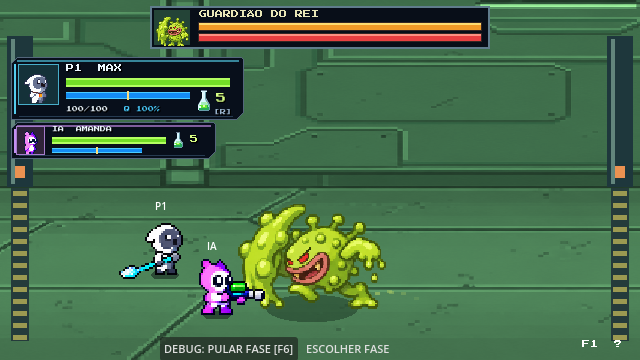 GUARDIÃO DO REI
P1 MAX
5
100/100 Q 100%
[R]
IA AMANDA
5
P1
IA
F1 ?
DEBUG: PULAR FASE [F6] ESCOLHER FASE